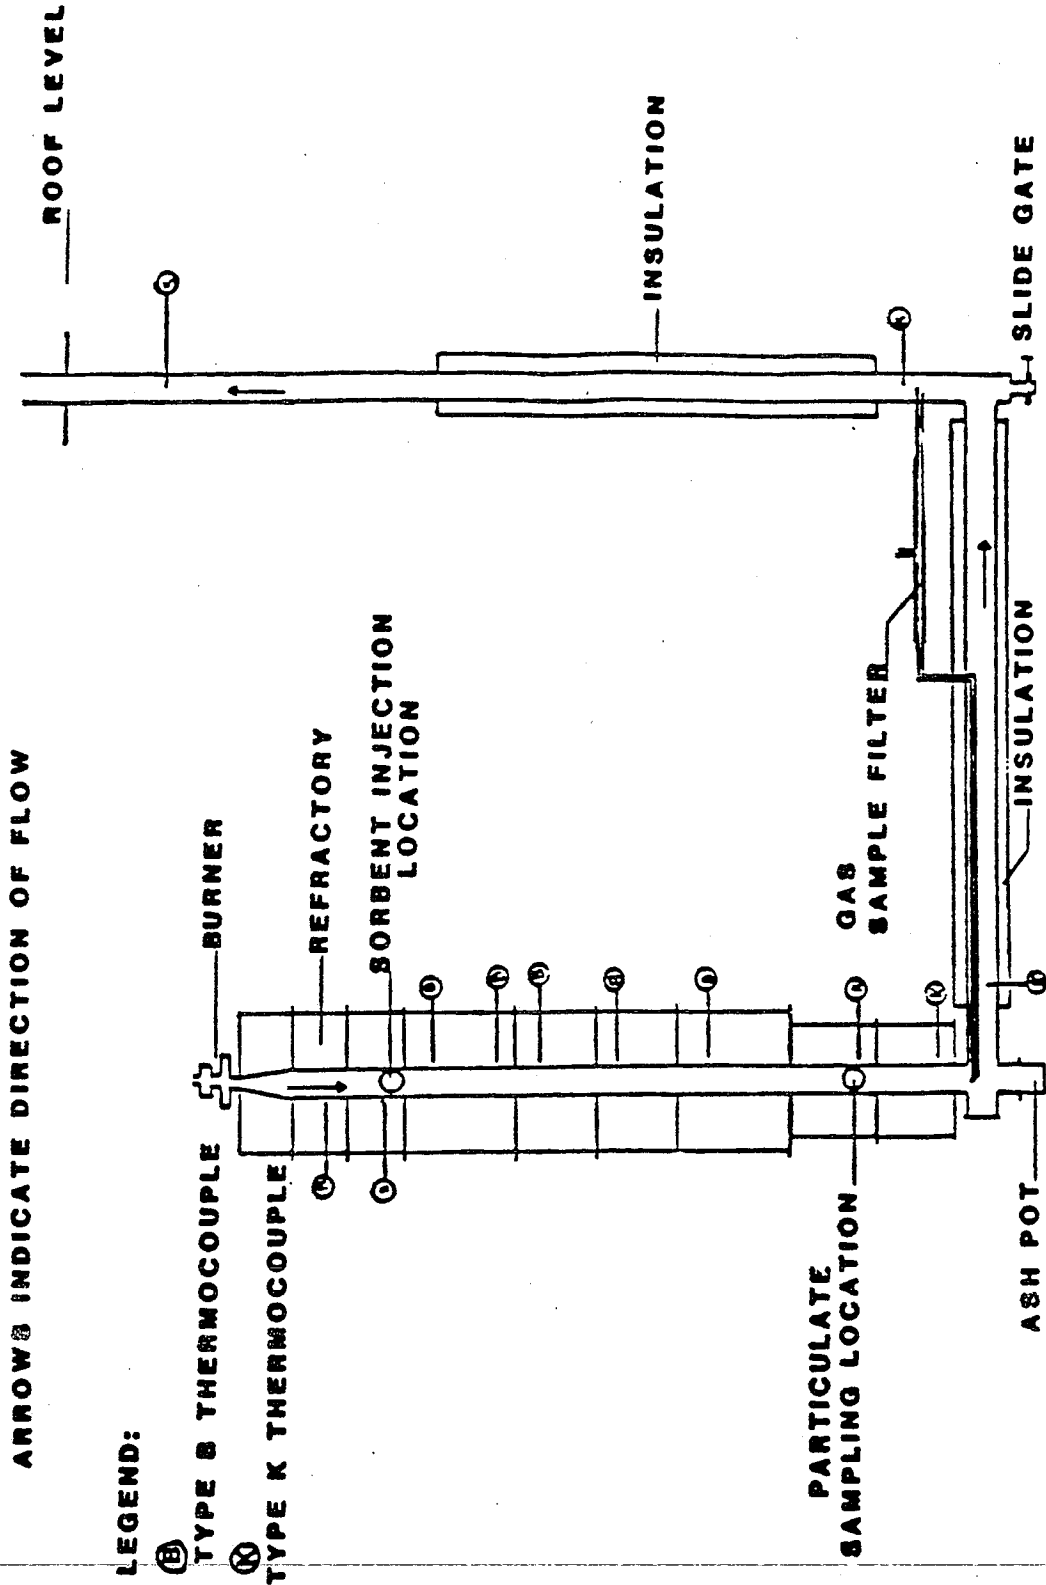 ARROWS INDICATE DIRECTION OF FLOW
LEGEND:
B
TYPE B THERMOCOUPLE
K
TYPE K THERMOCOUPLE
ROOF LEVEL
BURNER
REFRACTORY
SORBENT INJECTION
LOCATION
INSULATION
GAS
SAMPLE FILTER
PARTICULATE
SAMPLING LOCATION
INSULATION
SLIDE GATE
ASH POT